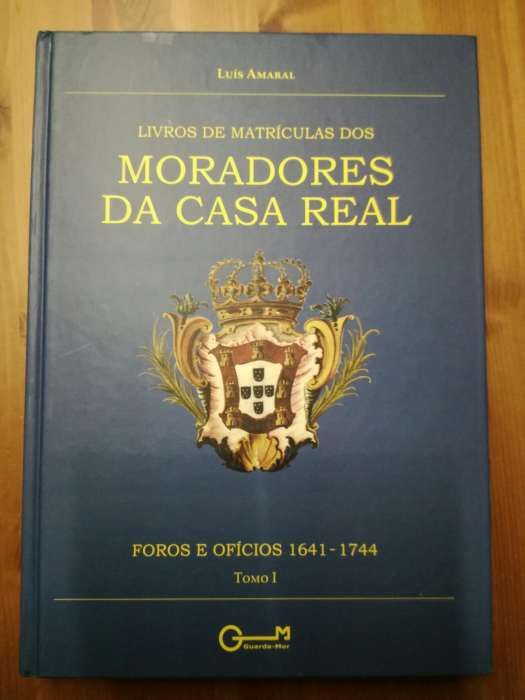 Luís Amaral
LIVROS DE MATRÍCULAS DOS
MORADORES
DA CASA REAL
FOROS E OFÍCIOS 1641-1744
Tomo I
G M
Guarda-Mor